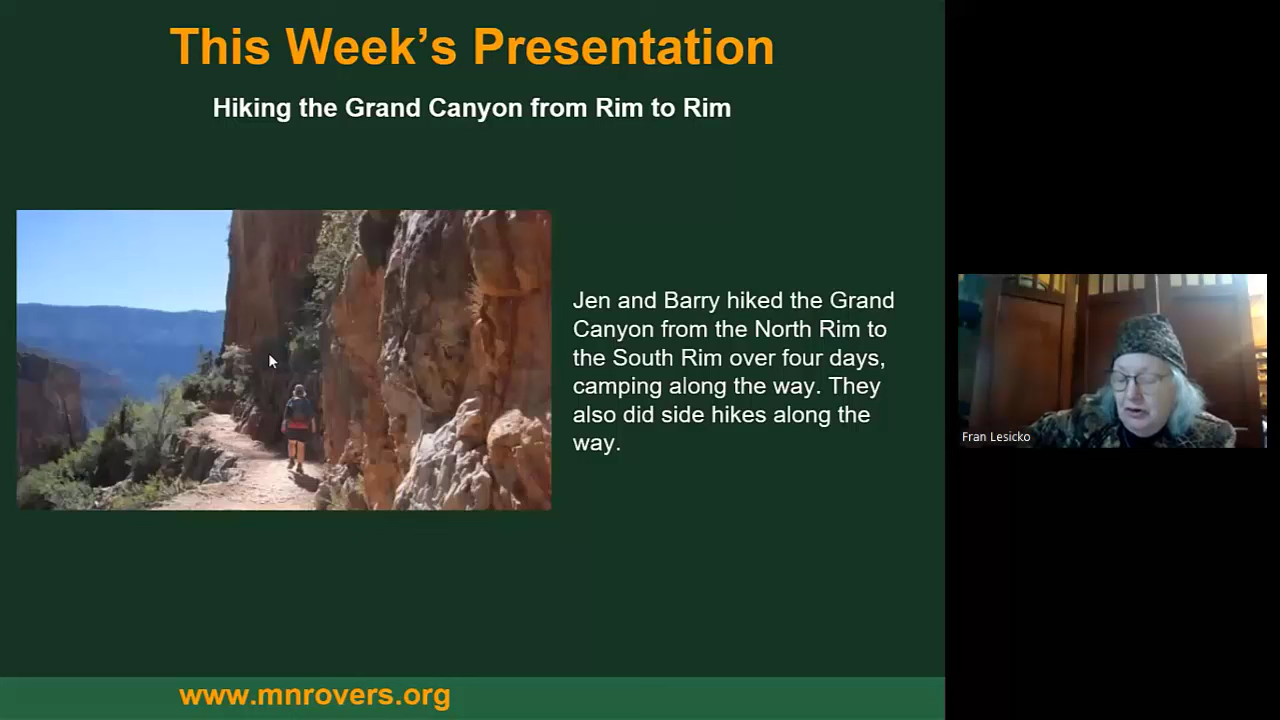 This Week’s Presentation
Hiking the Grand Canyon from Rim to Rim
Jen and Barry hiked the Grand
Canyon from the North Rim to
the South Rim over four days,
camping along the way. They
also did side hikes along the
way.
Fran Lesicko
www.mnrovers.org